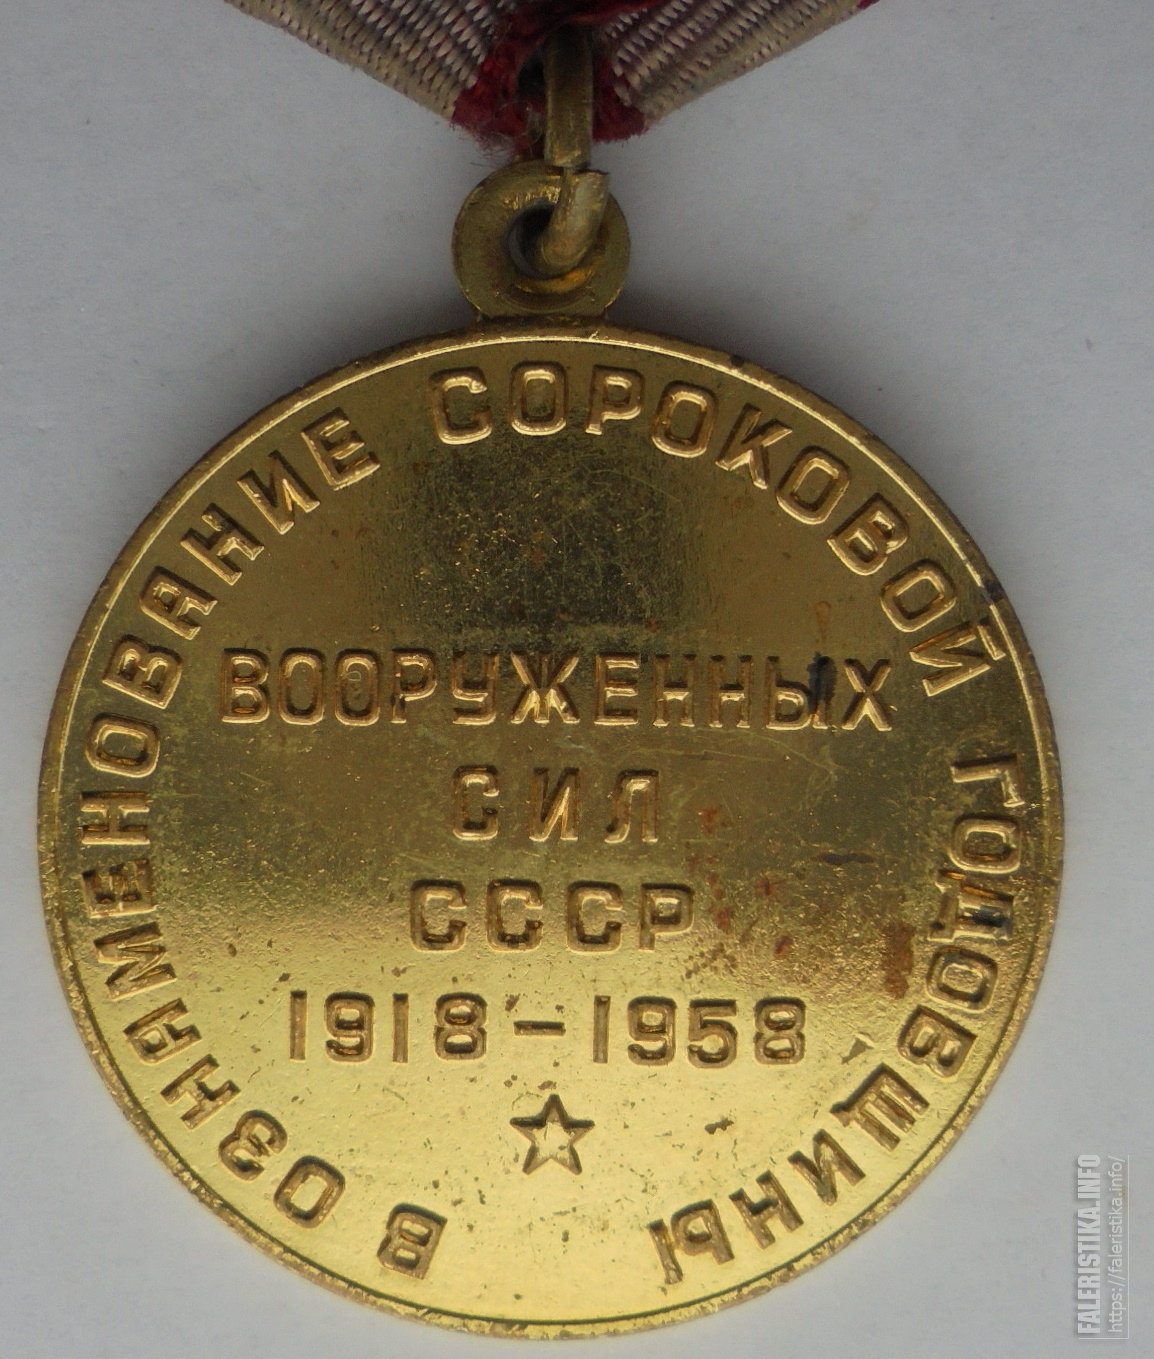 В ОЗНАМЕНОВАНИЕ СОРОКОВОЙ ГОДОВЩИНЫ
ВООРУЖЕННЫХ
СИЛ
СССР
1918-1958
FALERISTIKA.INFO
https://faleristika.info/